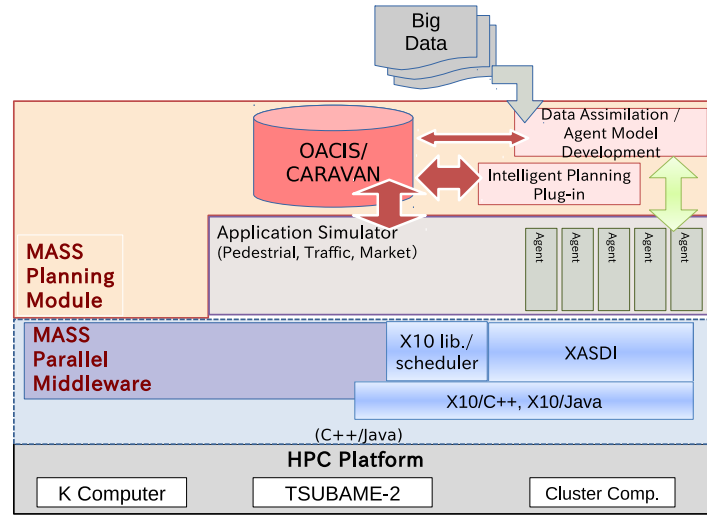 Big
Data
Data Assimilation /
Agent Model
Development
OACIS/
CARAVAN
Intelligent Planning
Plug-in
Application Simulator
(Pedestrial, Traffic, Market)
Agent
Agent
Agent
Agent
Agent
MASS
Planning
Module
MASS
Parallel
Middleware
X10 lib./
scheduler
XASDI
X10/C++, X10/Java
(C++/Java)
HPC Platform
K Computer
TSUBAME-2
Cluster Comp.